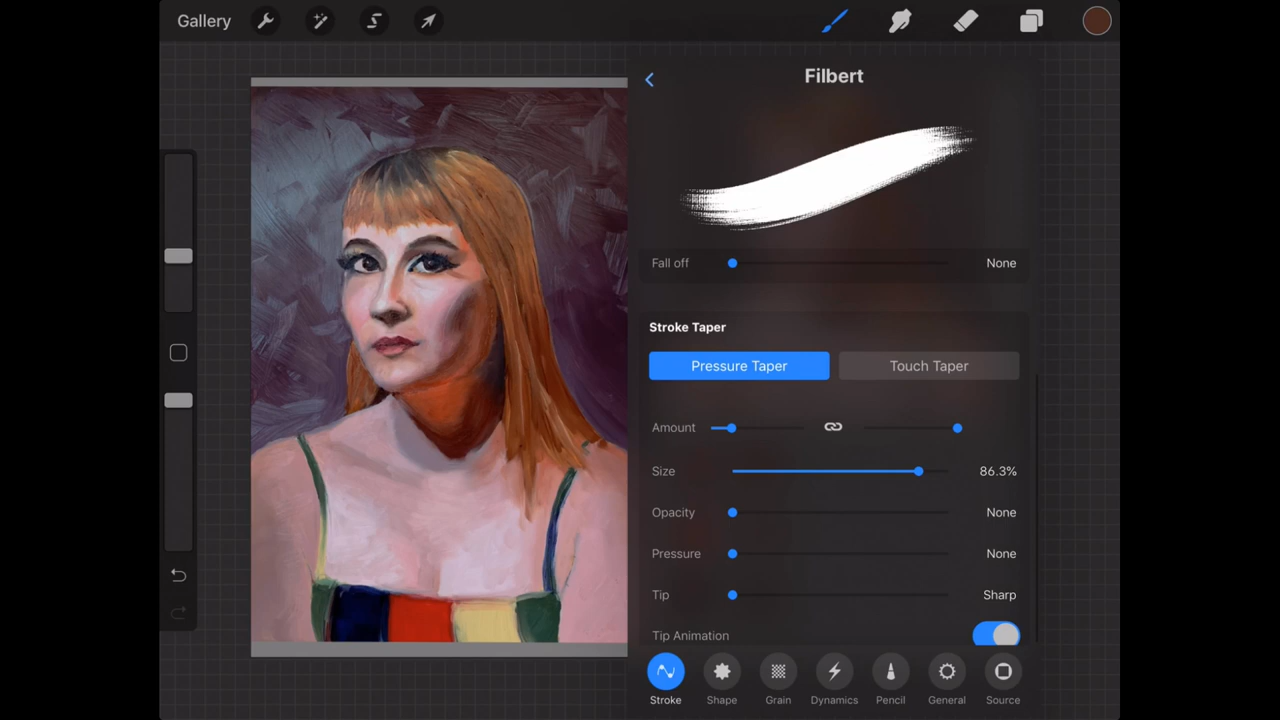 Gallery
Filbert
Fall off None
Stroke Taper
Pressure Taper Touch Taper
Amount
Size 86.3%
Opacity None
Pressure None
Tip Sharp
Tip Animation
Stroke Shape Grain Dynamics Pencil General Source